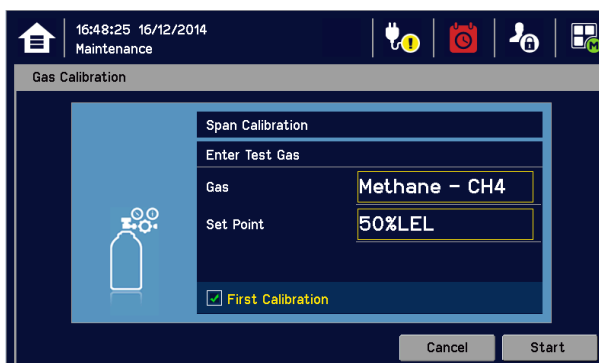 16:48:25 16/12/2014
Maintenance
M
Gas Calibration
Span Calibration
Enter Test Gas
Gas Methane - CH4
Set Point 50%LEL
First Calibration
Cancel Start